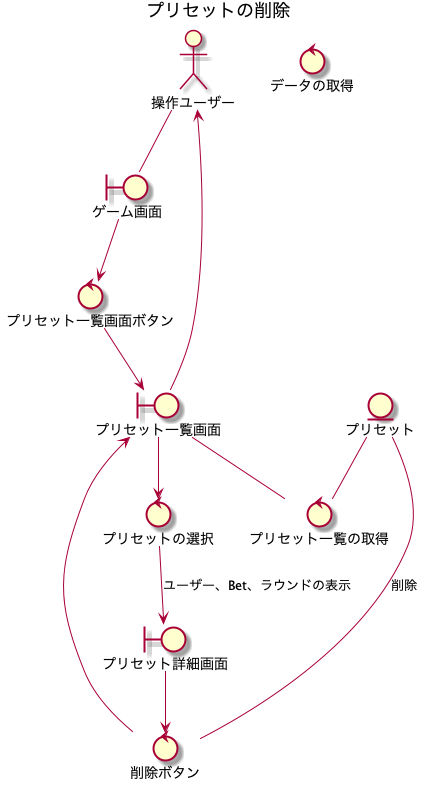 プリセットの削除
データの取得
操作ユーザー
ゲーム画面
プリセット一覧画面ボタン
プリセット一覧画面
プリセット
プリセットの選択
プリセット一覧の取得
ユーザー、Bet、ラウンドの表示
削除
プリセット詳細画面
削除ボタン